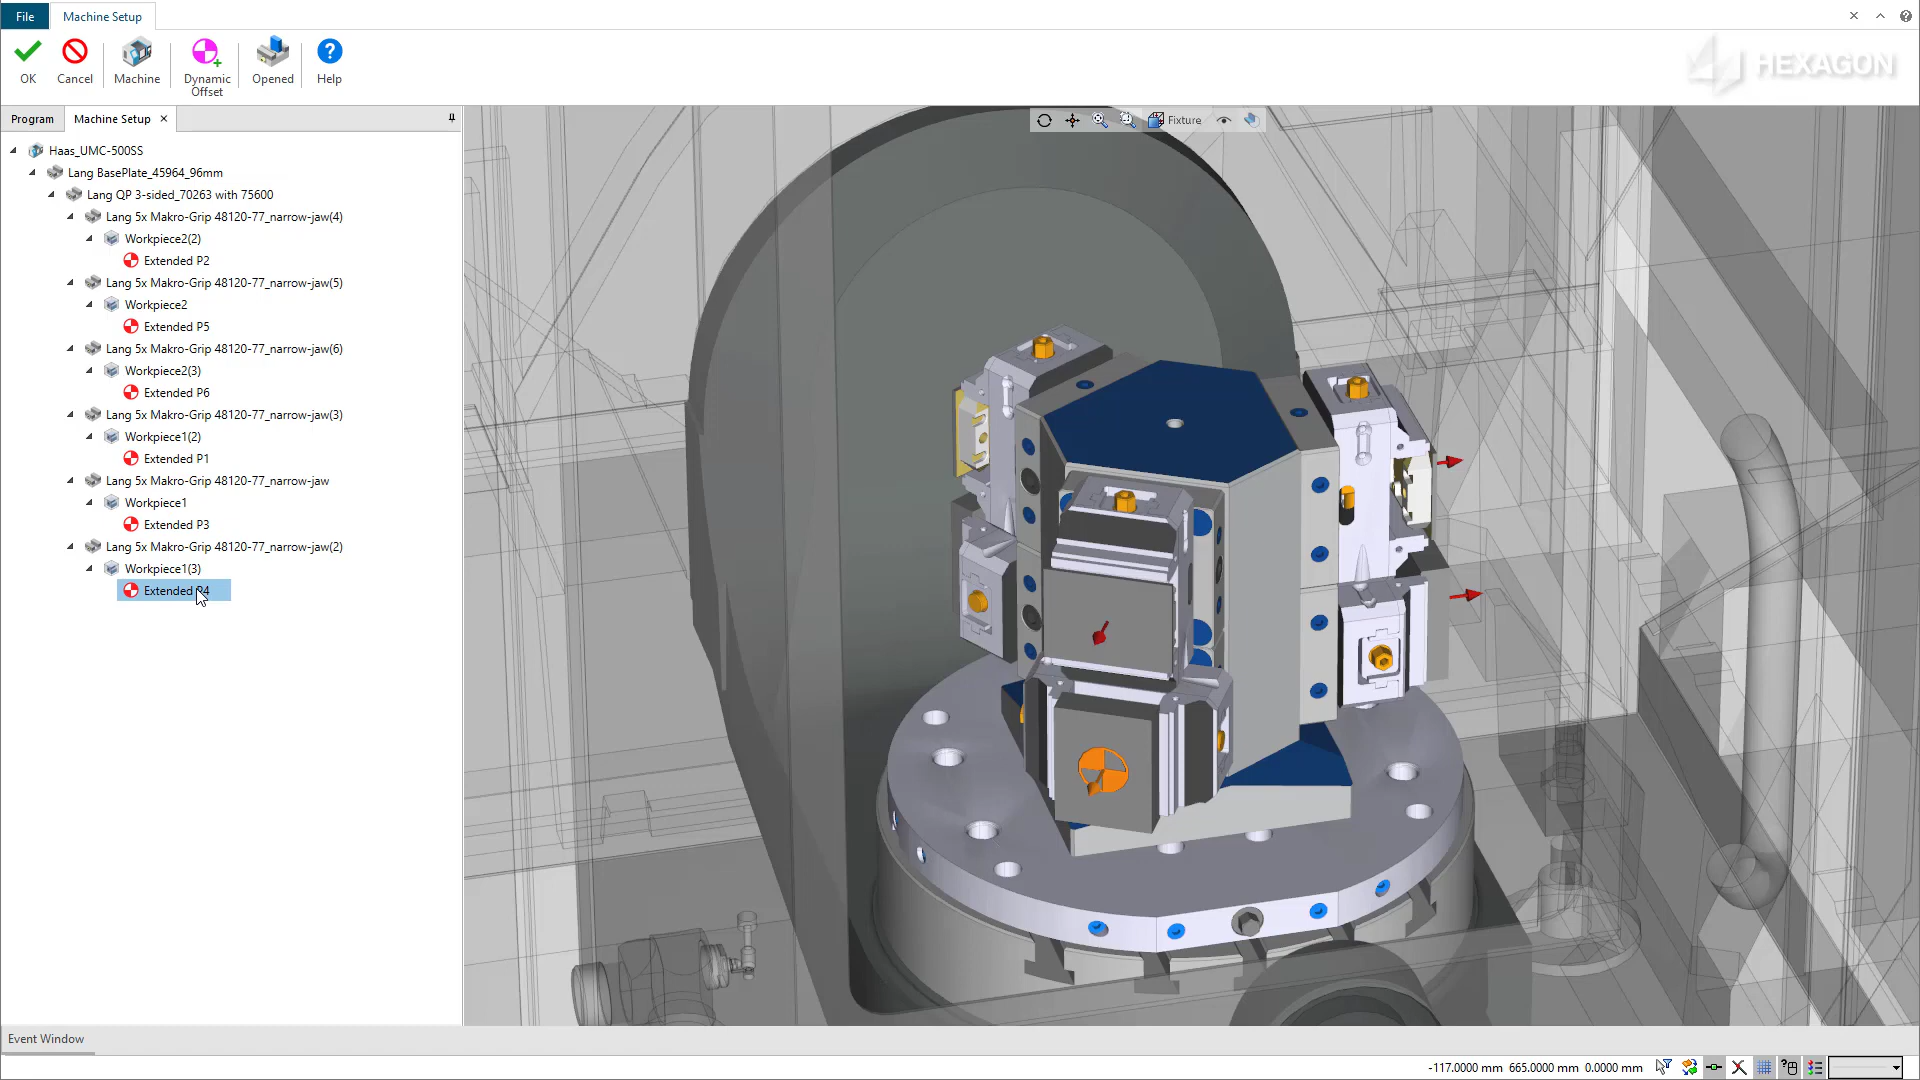 File
Machine Setup
OK
Cancel
Machine
Dynamic
Offset
Opened
Help
HEXAGON
Program
Machine Setup
Fixture
Haas_UMC-500SS
Lang BasePlate_45964_96mm
Lang QP 3-sided_70263 with 75600
Lang 5x Makro-Grip 48120-77_narrow-jaw(4)
Workpiece2(2)
Extended P2
Lang 5x Makro-Grip 48120-77_narrow-jaw(5)
Workpiece2
Extended P5
Lang 5x Makro-Grip 48120-77_narrow-jaw(6)
Workpiece2(3)
Extended P6
Lang 5x Makro-Grip 48120-77_narrow-jaw(3)
Workpiece1(2)
Extended P1
Lang 5x Makro-Grip 48120-77_narrow-jaw
Workpiece1
Extended P3
Lang 5x Makro-Grip 48120-77_narrow-jaw(2)
Workpiece1(3)
Extended P4
Event Window
-117.0000 mm 665.0000 mm 0.0000 mm